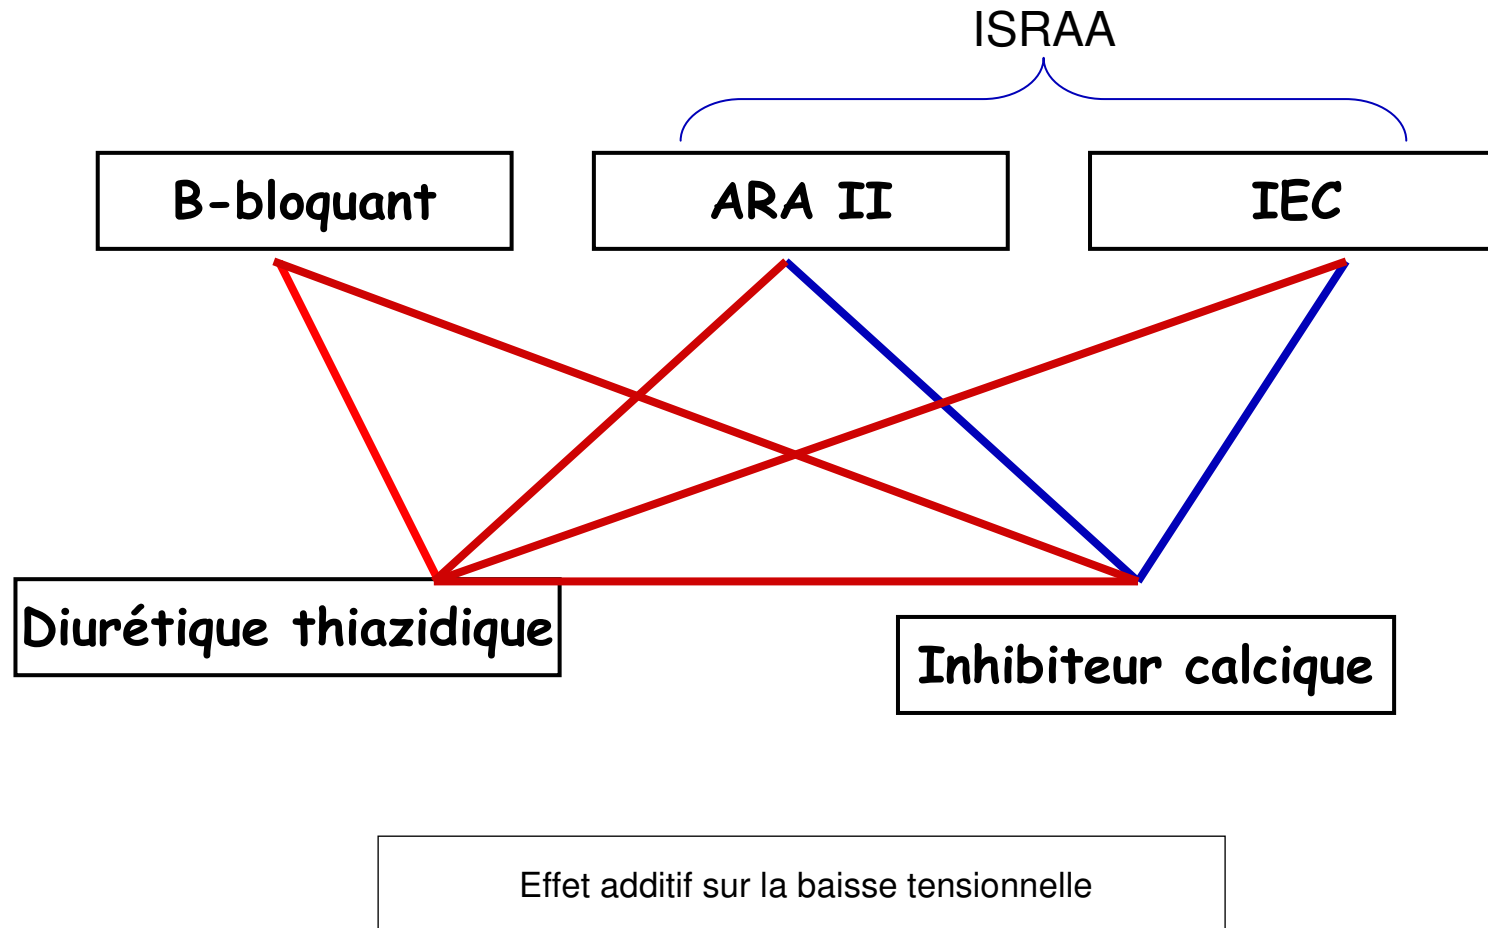 ISRAA
B-bloquant
ARA II
IEC
Diurétique thiazidique
Inhibiteur calcique
Effet additif sur la baisse tensionnelle